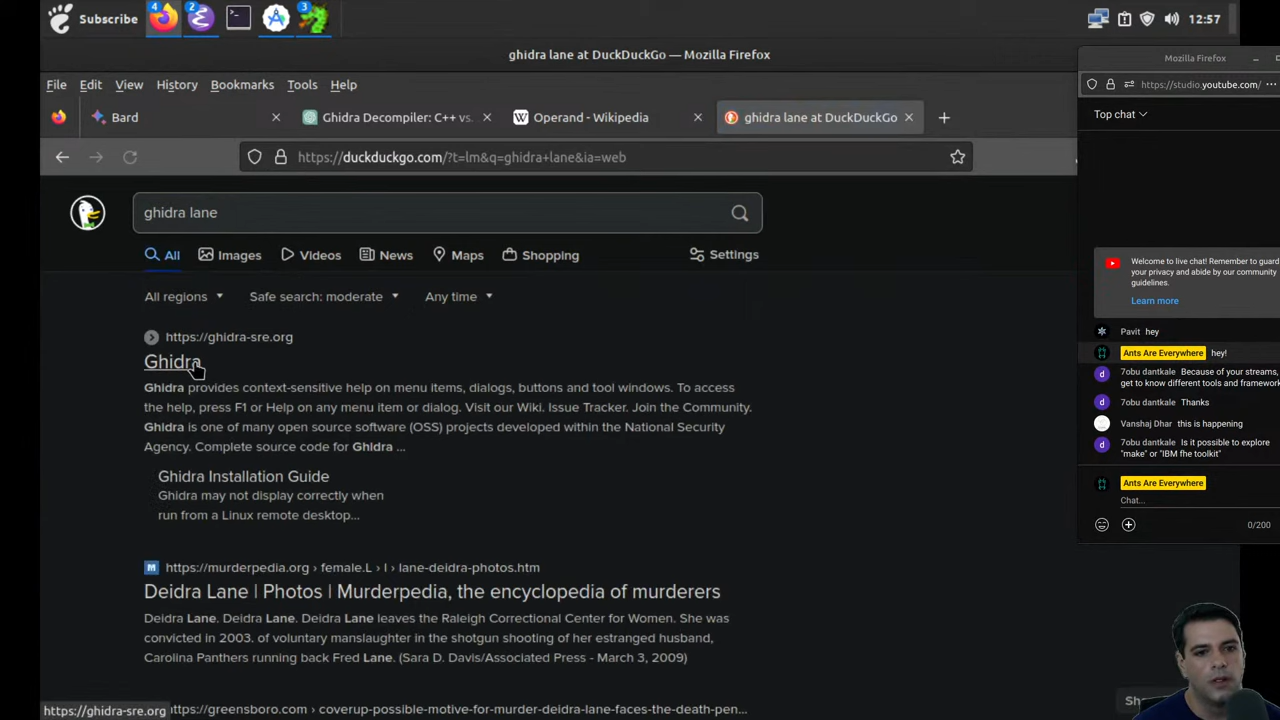 Subscribe
4
2
3
12:57
ghidra lane at DuckDuckGo — Mozilla Firefox
File Edit View History Bookmarks Tools Help
Bard
Ghidra Decompiler: C++ vs.
Operand - Wikipedia
ghidra lane at DuckDuckGo
https://duckduckgo.com/?t=lm&q=ghidra+lane&ia=web
ghidra lane
All Images Videos News Maps Shopping Settings
All regions Safe search: moderate Any time
https://ghidra-sre.org
Ghidra
Ghidra provides context-sensitive help on menu items, dialogs, buttons and tool windows. To access
the help, press F1 or Help on any menu item or dialog. Visit our Wiki. Issue Tracker. Join the Community.
Ghidra is one of many open source software (OSS) projects developed within the National Security
Agency. Complete source code for Ghidra ...
Ghidra Installation Guide
Ghidra may not display correctly when
run from a Linux remote desktop...
https://murderpedia.org › female.L › l › lane-deidra-photos.htm
Deidra Lane | Photos | Murderpedia, the encyclopedia of murderers
Deidra Lane. Deidra Lane. Deidra Lane leaves the Raleigh Correctional Center for Women. She was
convicted in 2003. of voluntary manslaughter in the shotgun shooting of her estranged husband,
Carolina Panthers running back Fred Lane. (Sara D. Davis/Associated Press - March 3, 2009)
https://greensboro.com › coverup-possible-motive-for-murder-deidra-lane-faces-the-death-pen...
https://ghidra-sre.org
Mozilla Firefox
https://studio.youtube.com/
Top chat
Welcome to live chat! Remember to guard
your privacy and abide by our community
guidelines.
Learn more
Pavit hey
Ants Are Everywhere hey!
7obu dantkale Because of your streams,
get to know different tools and framework
7obu dantkale Thanks
Vanshaj Dhar this is happening
7obu dantkale Is it possible to explore
"make" or "IBM fhe toolkit"
Ants Are Everywhere
Chat...
0/200